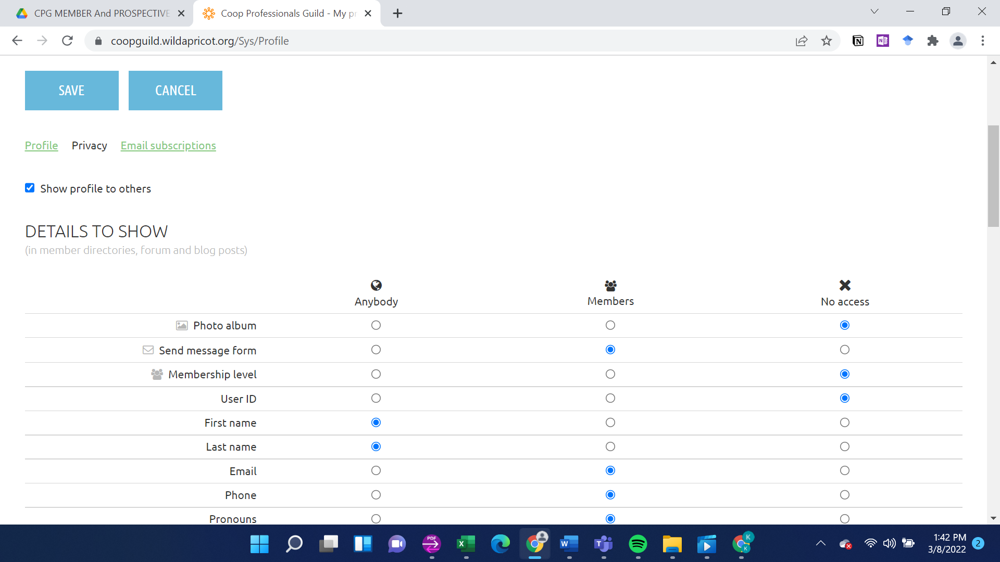 CPG MEMBER And PROSPECTIVE
Coop Professionals Guild - My pr
coopguild.wildapricot.org/Sys/Profile
SAVE
CANCEL
Profile
Privacy
Email subscriptions
Show profile to others
DETAILS TO SHOW
(in member directories, forum and blog posts)
Anybody
Members
No access
Photo album
Send message form
Membership level
User ID
First name
Last name
Email
Phone
Pronouns
PDF
K
K
1:42 PM
3/8/2022
2